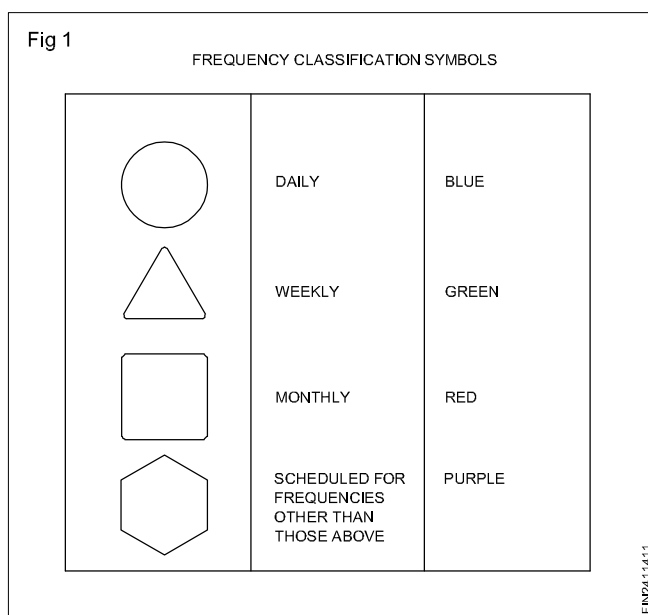 Fig 1
FREQUENCY CLASSIFICATION SYMBOLS
DAILY
BLUE
WEEKLY
GREEN
MONTHLY
RED
SCHEDULED FOR
FREQUENCIES
OTHER THAN
THOSE ABOVE
PURPLE